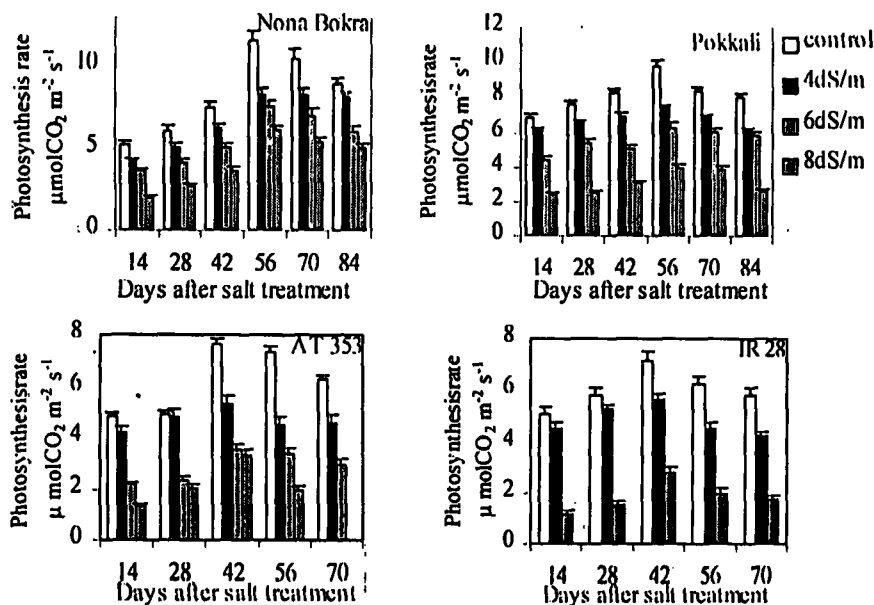 Nona Bokra
Photosynthesis rate
µmolCO₂ m⁻² s⁻¹
10
5
0
14 28 42 56 70 84
Days after salt treatment
Pokkali
Photosynthesisrate
µmolCO₂ m⁻² s⁻¹
12
10
8
6
4
2
0
14 28 42 56 70 84
Days after salt treatment
control
4dS/m
6dS/m
8dS/m
AT 353
Photosynthesisrate
µ molCO₂ m⁻² s⁻¹
8
6
4
2
0
14 28 42 56 70
Days after salt treatment
IR 28
Photosynthesisrate
µ molCO₂ m⁻² s⁻¹
8
6
4
2
0
14 28 42 56 70
Days after salt treatment